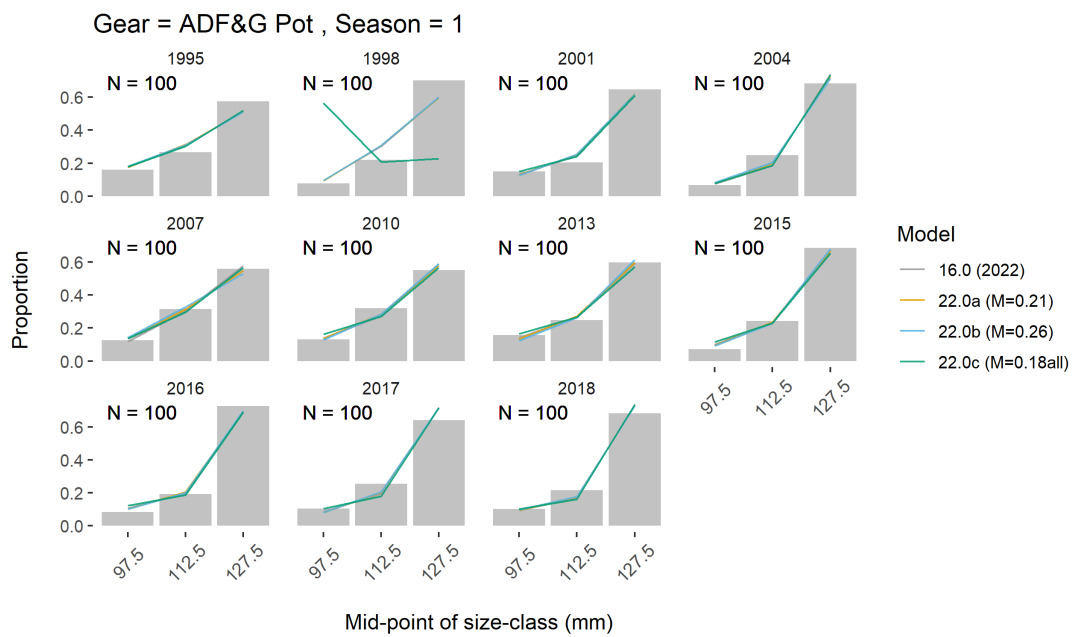 Gear = ADF&G Pot , Season = 1
1995 1998 2001 2004
N = 100 N = 100 N = 100 N = 100
0.6
0.4
0.2
0.0
2007 2010 2013 2015
N = 100 N = 100 N = 100 N = 100
0.6
0.4
0.2
0.0
97.5 112.5 127.5
2016 2017 2018
N = 100 N = 100 N = 100
0.6
0.4
0.2
0.0
97.5 112.5 127.5 97.5 112.5 127.5 97.5 112.5 127.5
Proportion
Mid-point of size-class (mm)
Model
16.0 (2022)
22.0a (M=0.21)
22.0b (M=0.26)
22.0c (M=0.18all)